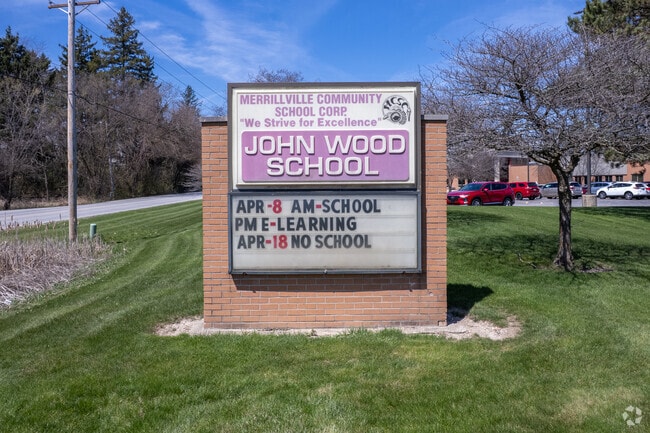 MERRILLVILLE COMMUNITY
SCHOOL CORP.
"We Strive for Excellence"
JOHN WOOD
SCHOOL
APR-8 AM-SCHOOL
PM E-LEARNING
APR-18 NO SCHOOL